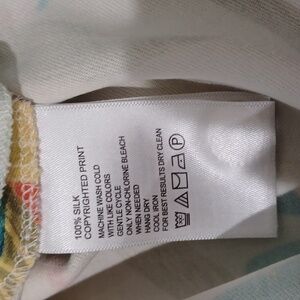 100% SILK
COPYRIGHTED PRINT
MACHINE WASH COLD
WITH LIKE COLORS
GENTLE CYCLE
ONLY NON-CHLORINE BLEACH
WHEN NEEDED
HANG DRY
COOL IRON
FOR BEST RESULTS DRY CLEAN
P